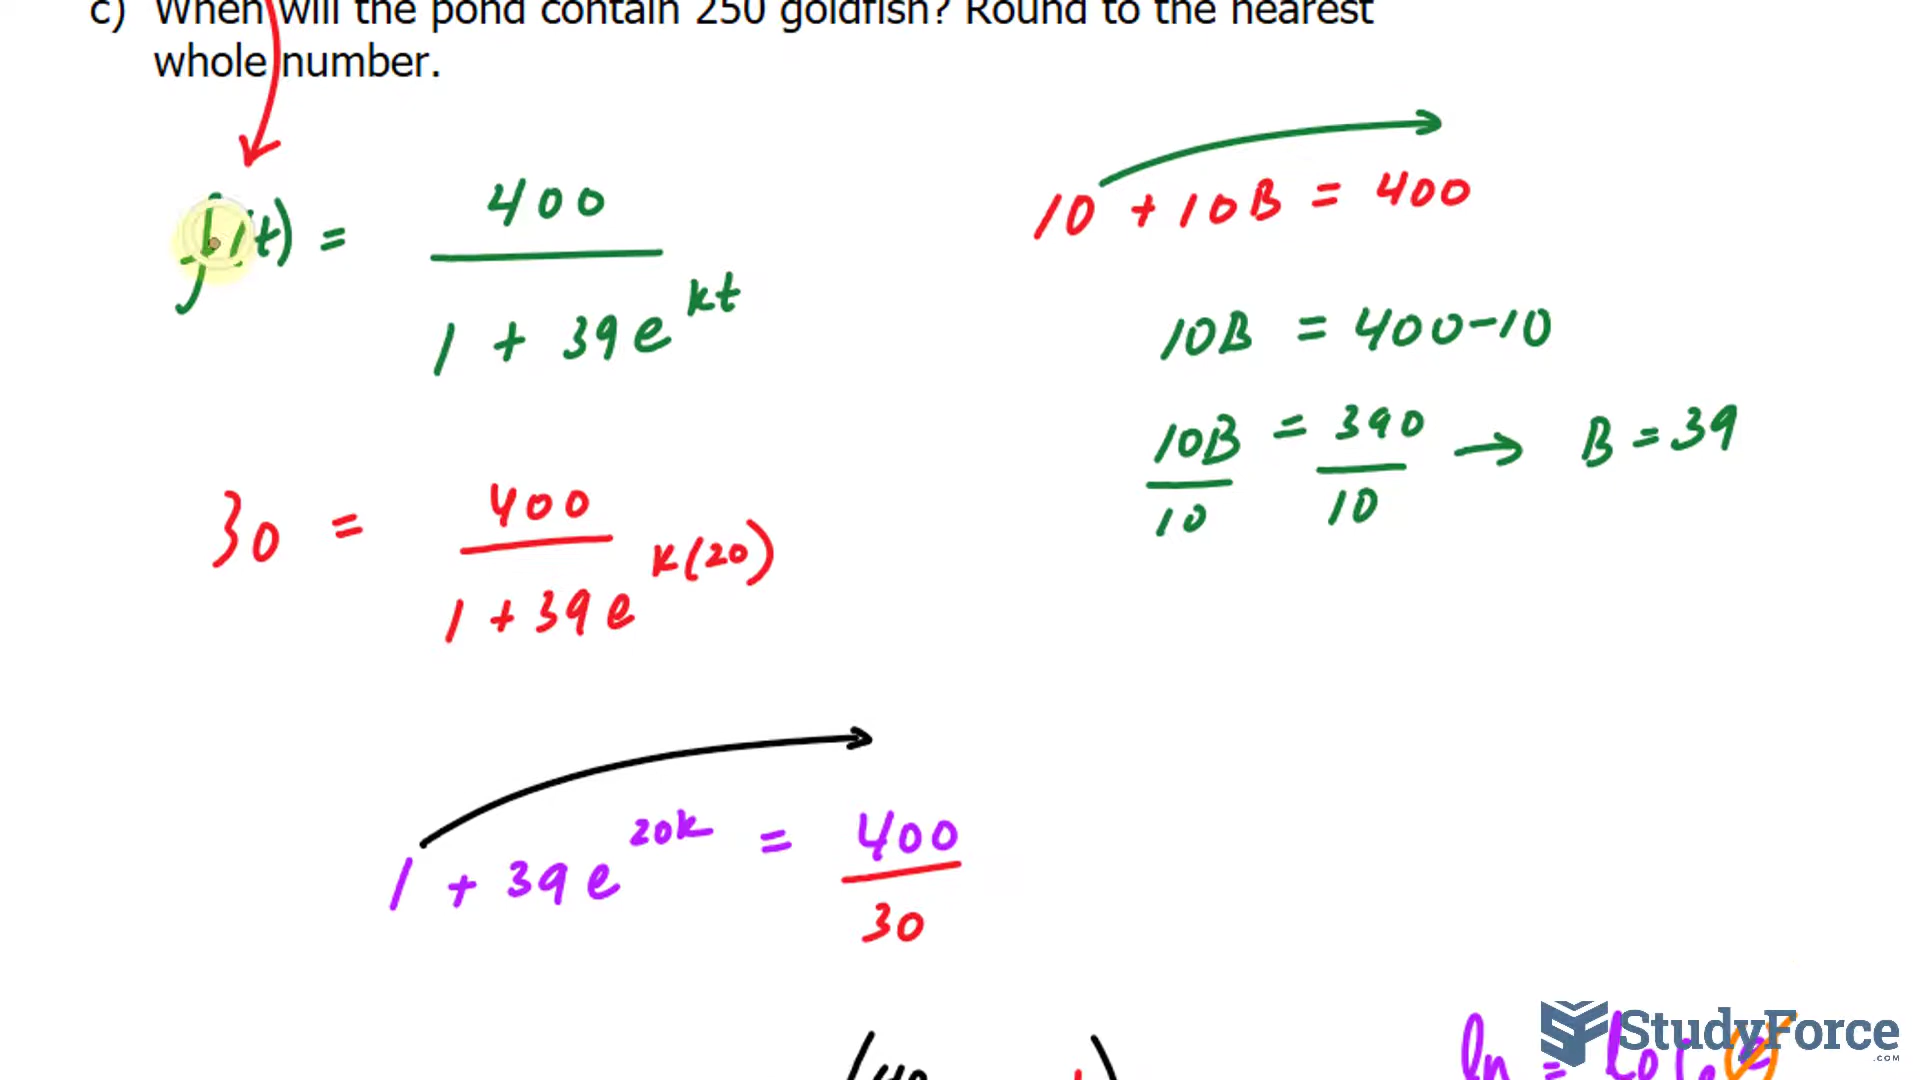 c) When will the pond contain 250 goldfish? Round to the nearest
whole number.
f(t) = 400 / 1 + 39e^kt
10 + 10B = 400
10B = 400-10
10B / 10 = 390 / 10 → B = 39
30 = 400 / 1 + 39e^k(20)
1 + 39e^20k = 400 / 30
ln =
StudyForce
.COM